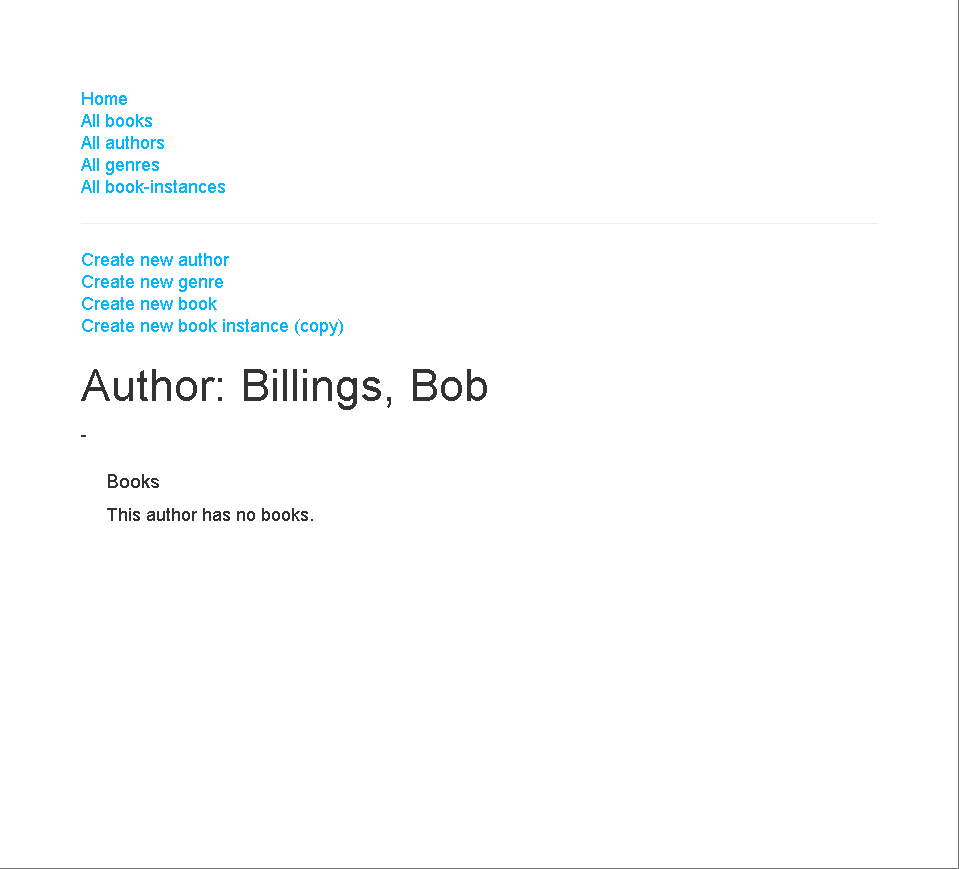 Home
All books
All authors
All genres
All book-instances
Create new author
Create new genre
Create new book
Create new book instance (copy)
Author: Billings, Bob
-
Books
This author has no books.